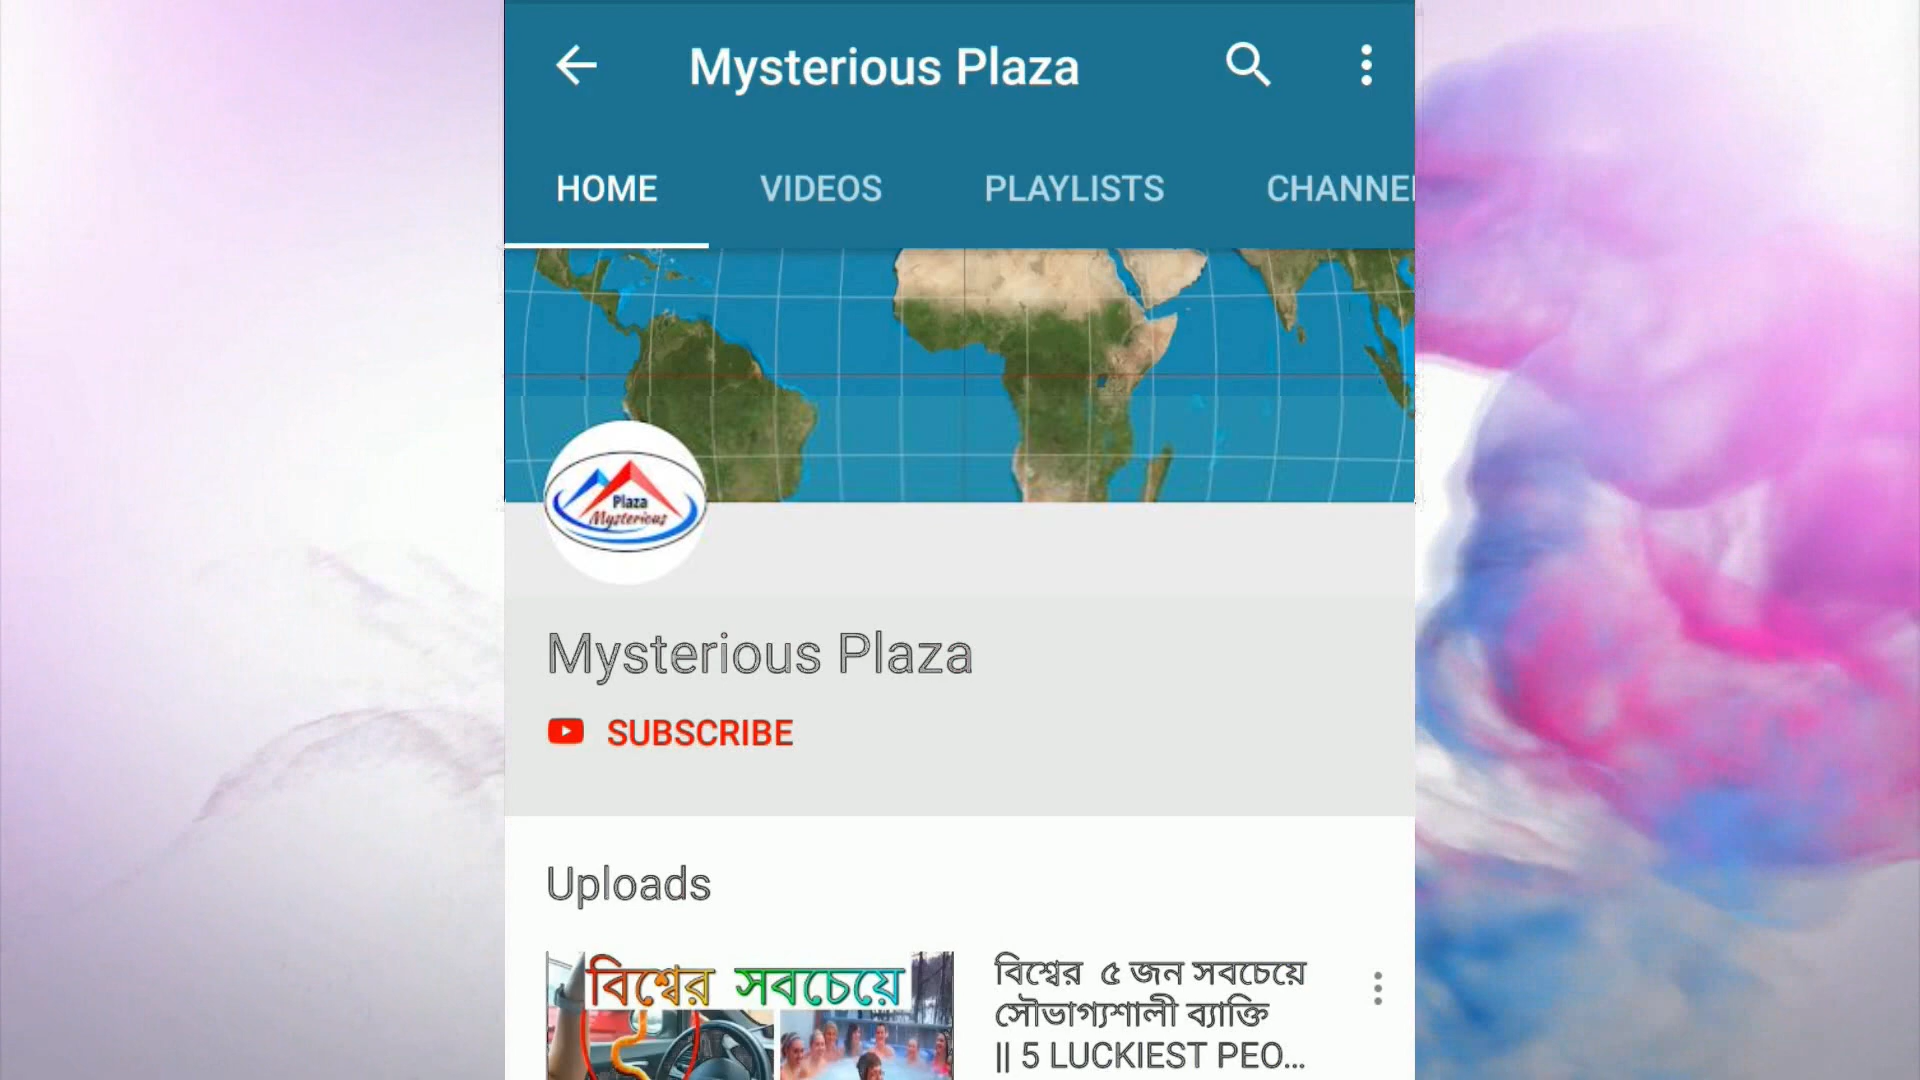 Mysterious Plaza
HOME VIDEOS PLAYLISTS CHANNE
Plaza
Mysterious
Mysterious Plaza
SUBSCRIBE
Uploads
বিশ্বের সবচেয়ে
বিশ্বের ৫ জন সবচেয়ে
সৌভাগ্যশালী ব্যাক্তি
|| 5 LUCKIEST PEO...